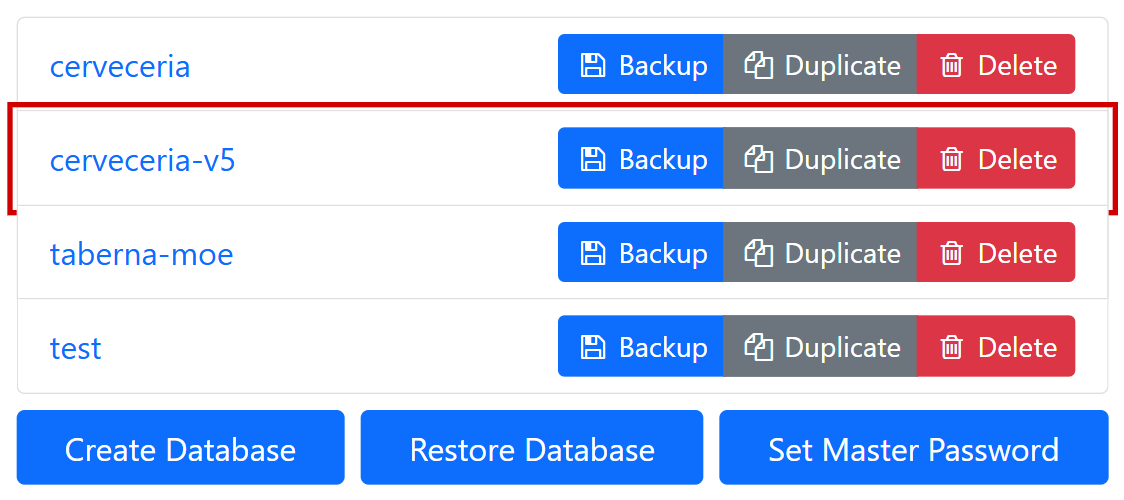 cerveceria Backup Duplicate Delete
cerveceria-v5 Backup Duplicate Delete
taberna-moe Backup Duplicate Delete
test Backup Duplicate Delete
Create Database Restore Database Set Master Password